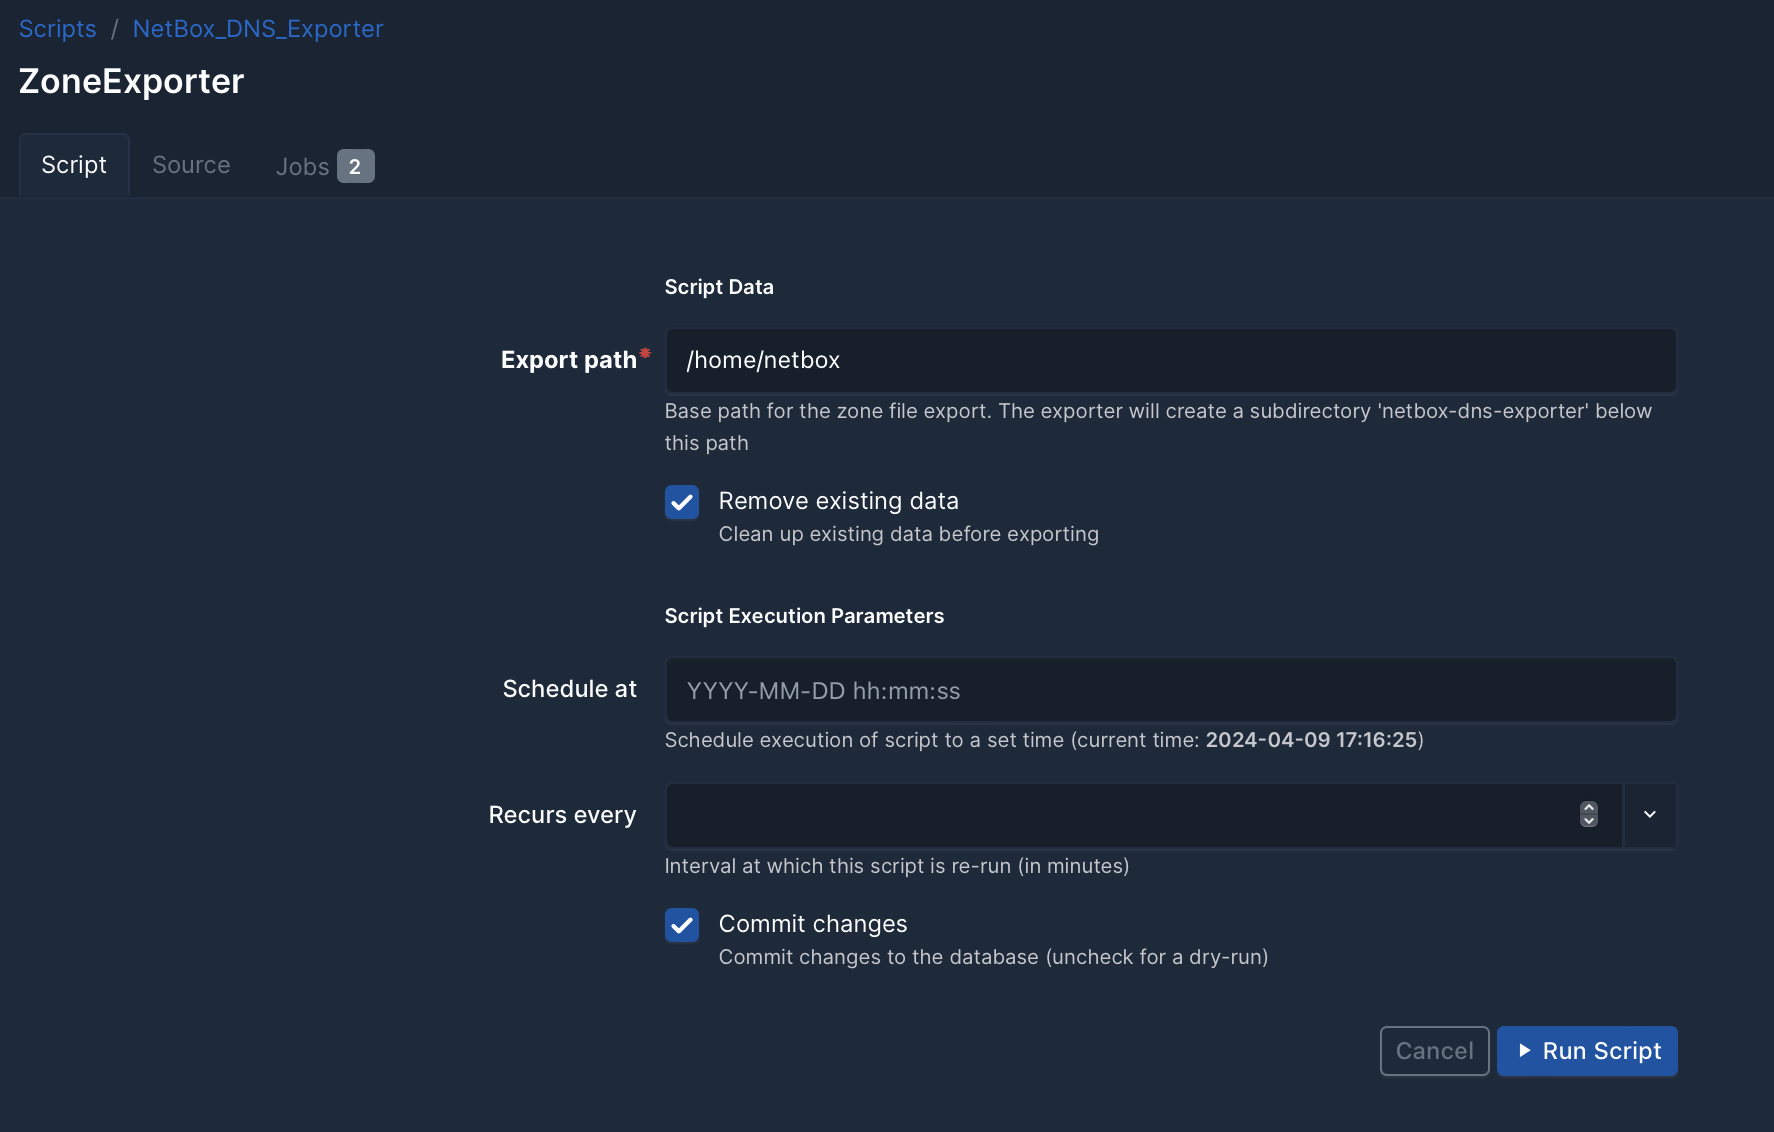 Scripts / NetBox_DNS_Exporter
ZoneExporter
Script Source Jobs 2
Script Data
Export path* /home/netbox
Base path for the zone file export. The exporter will create a subdirectory 'netbox-dns-exporter' below
this path
Remove existing data
Clean up existing data before exporting
Script Execution Parameters
Schedule at YYYY-MM-DD hh:mm:ss
Schedule execution of script to a set time (current time: 2024-04-09 17:16:25)
Recurs every
Interval at which this script is re-run (in minutes)
Commit changes
Commit changes to the database (uncheck for a dry-run)
Cancel Run Script